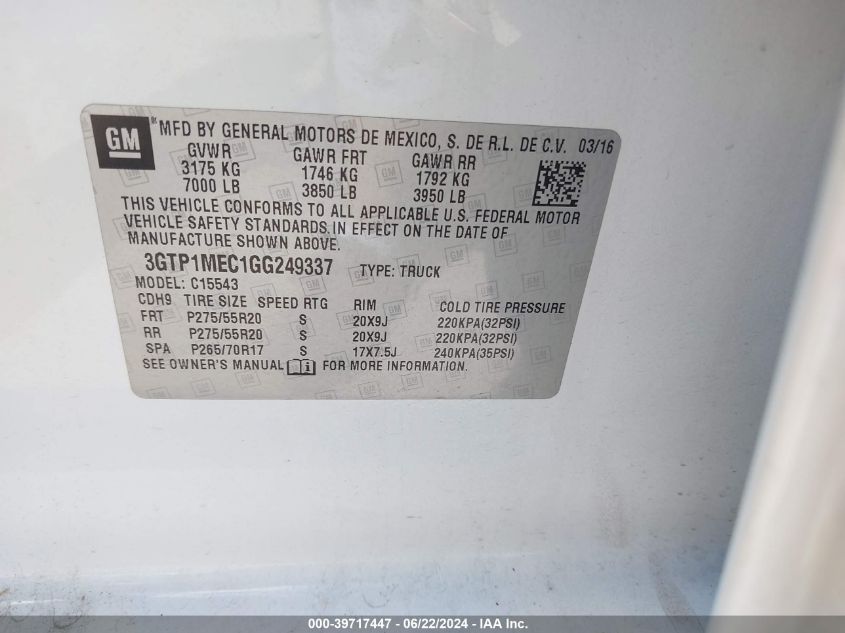 GM
MFD BY GENERAL MOTORS DE MEXICO, S. DE R.L. DE C.V. 03/16
GVWR GAWR FRT GAWR RR
3175 KG 1746 KG 1792 KG
7000 LB 3850 LB 3950 LB
THIS VEHICLE CONFORMS TO ALL APPLICABLE U.S. FEDERAL MOTOR
VEHICLE SAFETY STANDARDS IN EFFECT ON THE DATE OF
MANUFACTURE SHOWN ABOVE.
3GTP1MEC1GG249337 TYPE: TRUCK
MODEL: C15543
CDH9 TIRE SIZE SPEED RTG RIM COLD TIRE PRESSURE
FRT P275/55R20 S 20X9J 220KPA(32PSI)
RR P275/55R20 S 20X9J 220KPA(32PSI)
SPA P265/70R17 S 17X7.5J 240KPA(35PSI)
SEE OWNER'S MANUAL FOR MORE INFORMATION.
000-39717447 - 06/22/2024 - IAA Inc.